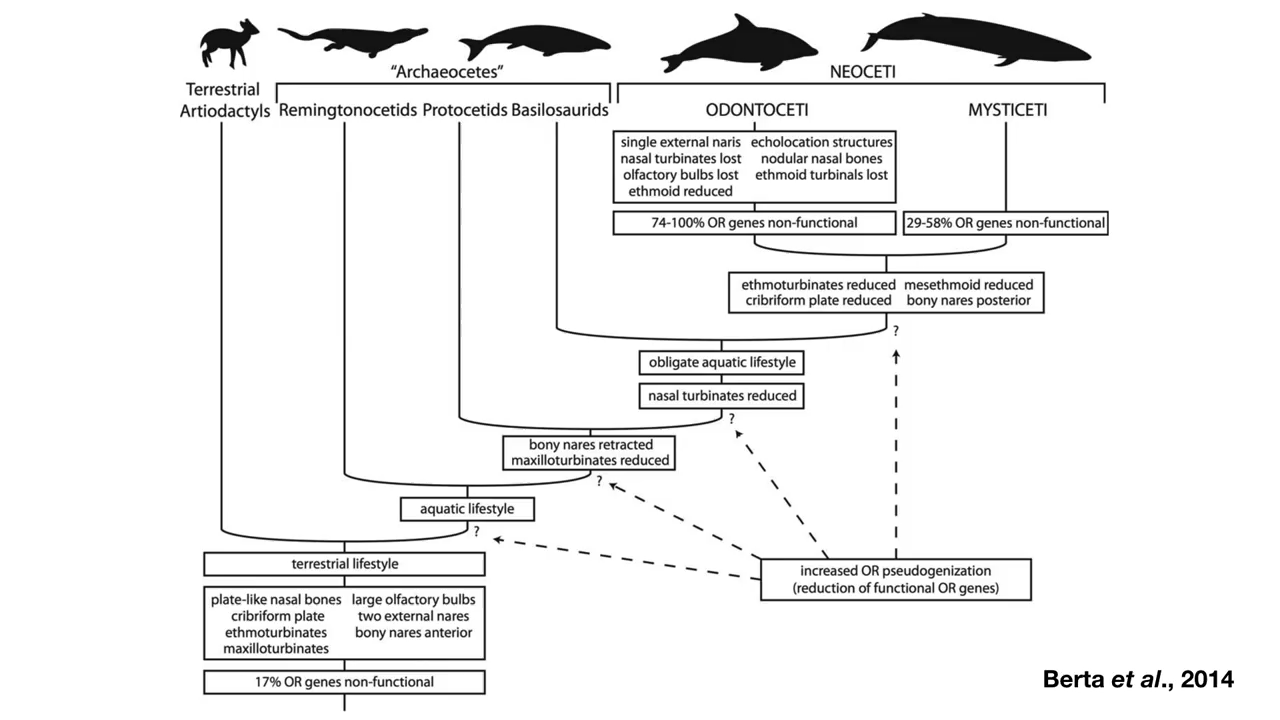 "Archaeocetes"
NEOCETI
Terrestrial
Artiodactyls
Remingtonocetids
Protocetids
Basilosaurids
ODONTOCETI
MYSTICETI
single external naris
nasal turbinates lost
olfactory bulbs lost
ethmoid reduced
echolocation structures
nodular nasal bones
ethmoid turbinals lost
74-100% OR genes non-functional
29-58% OR genes non-functional
ethmoturbinates reduced
cribriform plate reduced
mesethmoid reduced
bony nares posterior
?
obligate aquatic lifestyle
nasal turbinates reduced
?
bony nares retracted
maxilloturbinates reduced
?
aquatic lifestyle
?
terrestrial lifestyle
increased OR pseudogenization
(reduction of functional OR genes)
plate-like nasal bones
cribriform plate
ethmoturbinates
maxilloturbinates
large olfactory bulbs
two external nares
bony nares anterior
17% OR genes non-functional
Berta et al., 2014